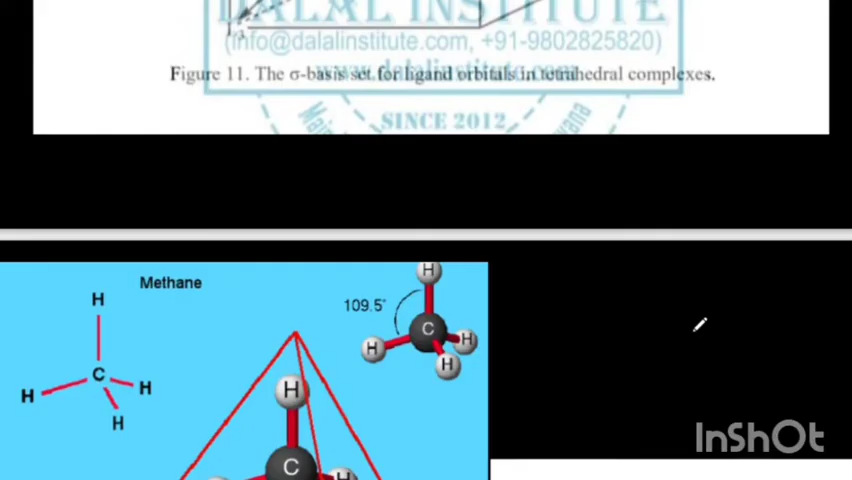 DALAL INSTITUTE
(info@dalalinstitute.com, +91-9802825820)
www.dalalinstitute.com
Figure 11. The σ-basis set for ligand orbitals in tetrahedral complexes.
SINCE 2012
Methane
H
C
H
H
H
109.5°
H
C
H
H
H
H
C
H
InShOt